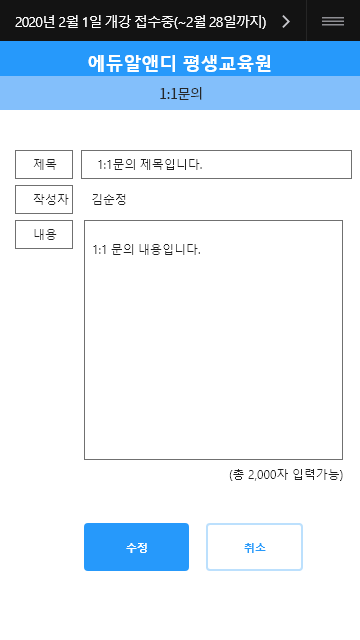 2020년 2월 1일 개강 접수중(~2월 28일까지)
에듀알앤디 평생교육원
1:1문의
제목 1:1문의 제목입니다.
작성자 김순정
내용
1:1 문의 내용입니다.
(총 2,000자 입력가능)
수정 취소